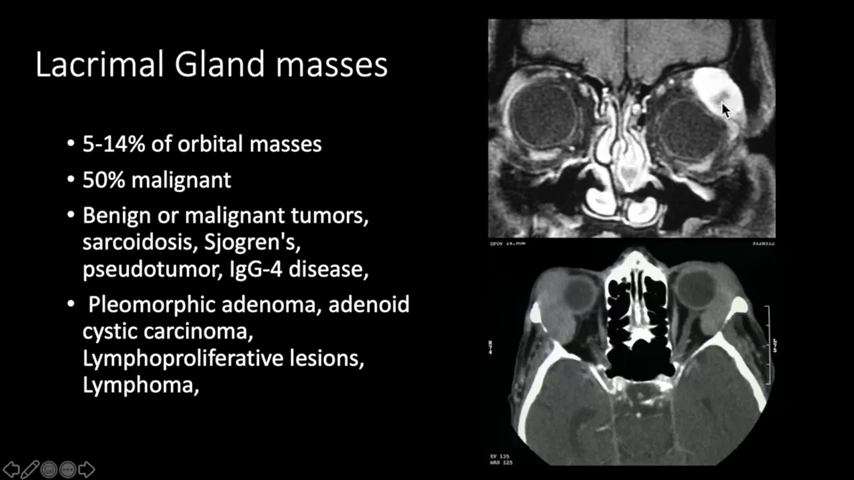 Lacrimal Gland masses
• 5-14% of orbital masses
• 50% malignant
• Benign or malignant tumors,
sarcoidosis, Sjogren's,
pseudotumor, IgG-4 disease,
• Pleomorphic adenoma, adenoid
cystic carcinoma,
Lymphoproliferative lesions,
Lymphoma,